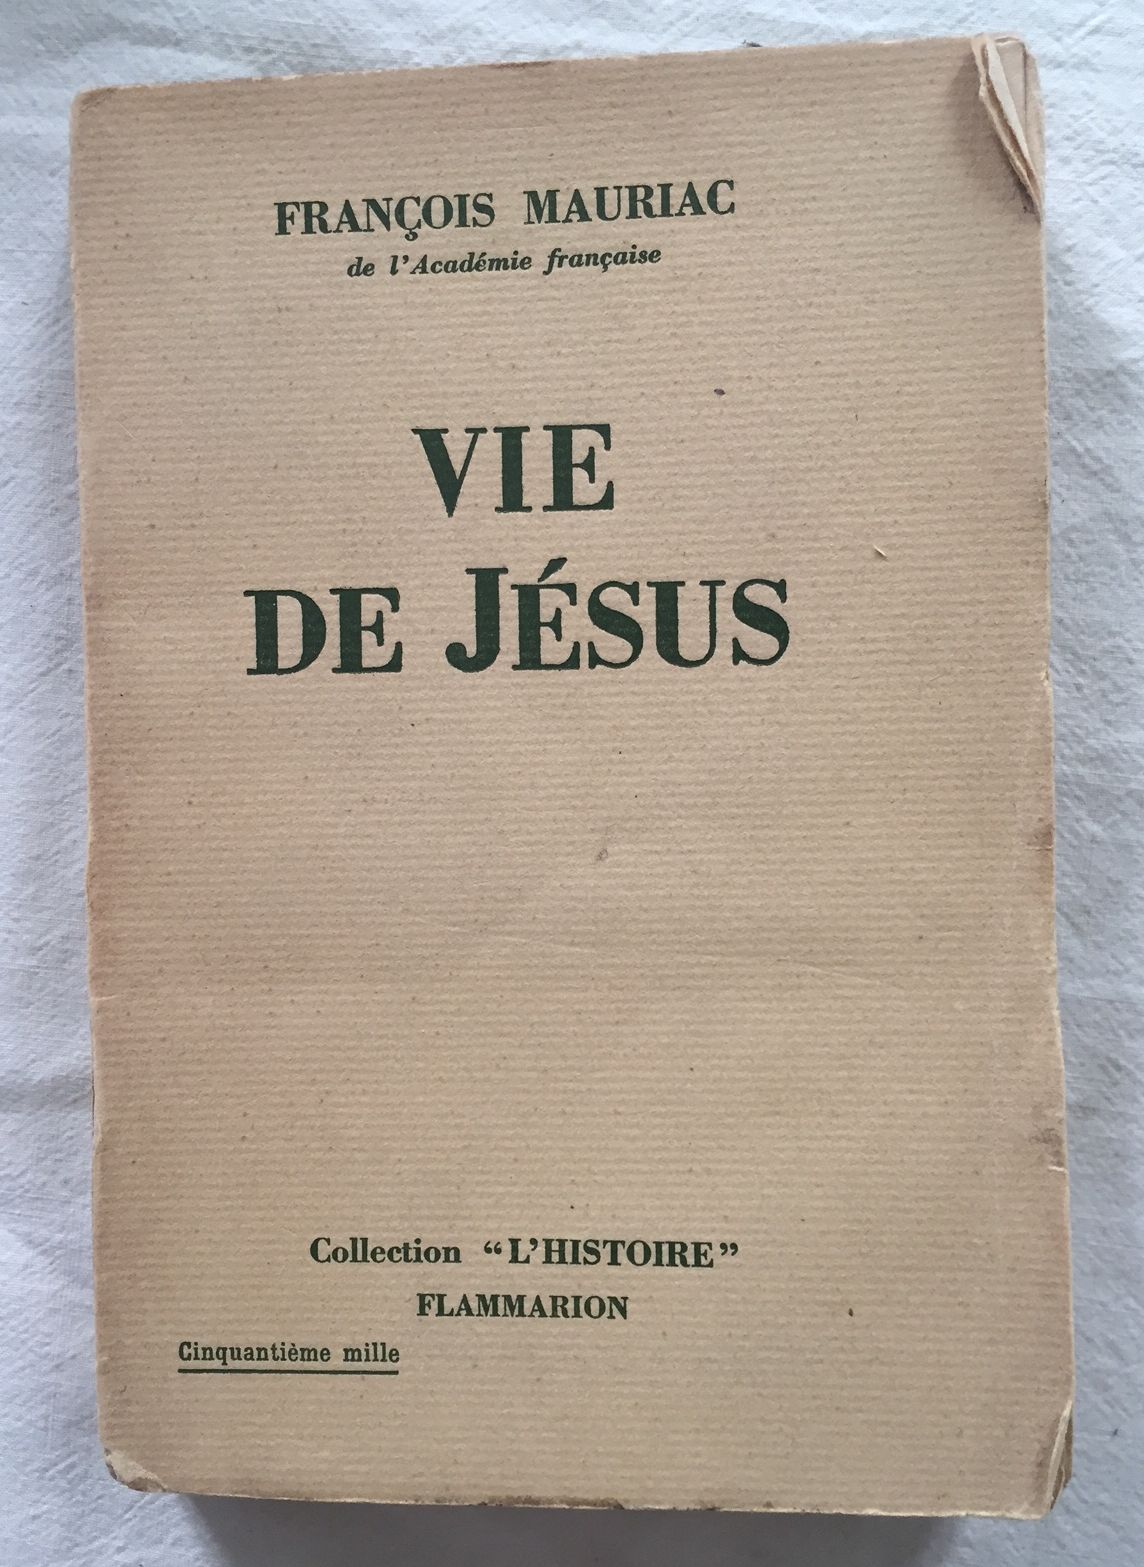 FRANÇOIS MAURIAC
de l'Académie française
VIE
DE JÉSUS
Collection “L'HISTOIRE”
FLAMMARION
Cinquantième mille